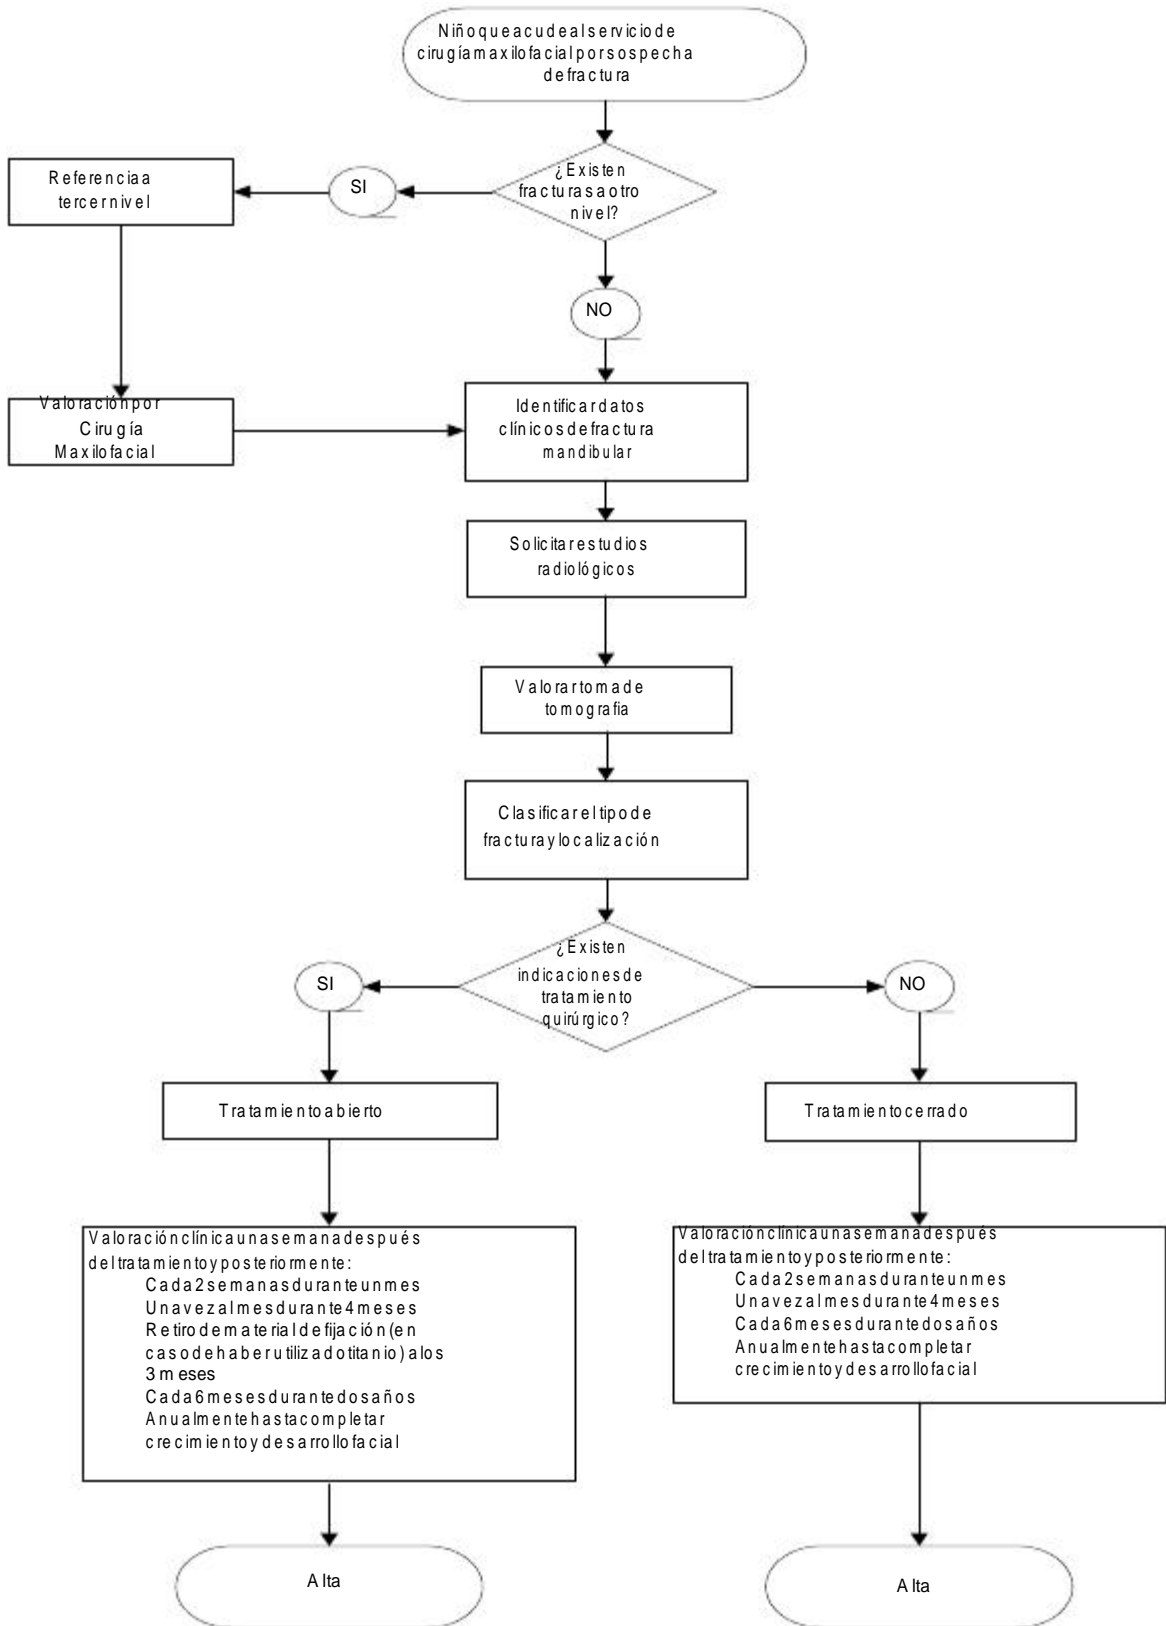 Niño que acude al servicio de
cirugía maxilofacial por sospecha
de fractura
¿Existen
fracturas a otro
nivel?
SI
Referencia a
tercer nivel
NO
Valoración por
Cirugía
Maxilofacial
Identificar datos
clínicos de fractura
mandibular
Solicitar estudios
radiológicos
Valorar toma de
tomografia
Clasificar el tipo de
fractura y localización
¿Existen
indicaciones de
tratamiento
quirúrgico?
SI
NO
Tratamiento abierto
Tratamiento cerrado
Valoración clínica una semana después
del tratamiento y posteriormente:
Cada 2 semanas durante un mes
Una vez al mes durante 4 meses
Retiro de material de fijación (en
caso de haber utilizado titanio) a los
3 meses
Cada 6 meses durante dos años
Anualmente hasta completar
crecimiento y desarrollo facial
Valoración clínica una semana después
del tratamiento y posteriormente:
Cada 2 semanas durante un mes
Una vez al mes durante 4 meses
Cada 6 meses durante dos años
Anualmente hasta completar
crecimiento y desarrollo facial
Alta
Alta